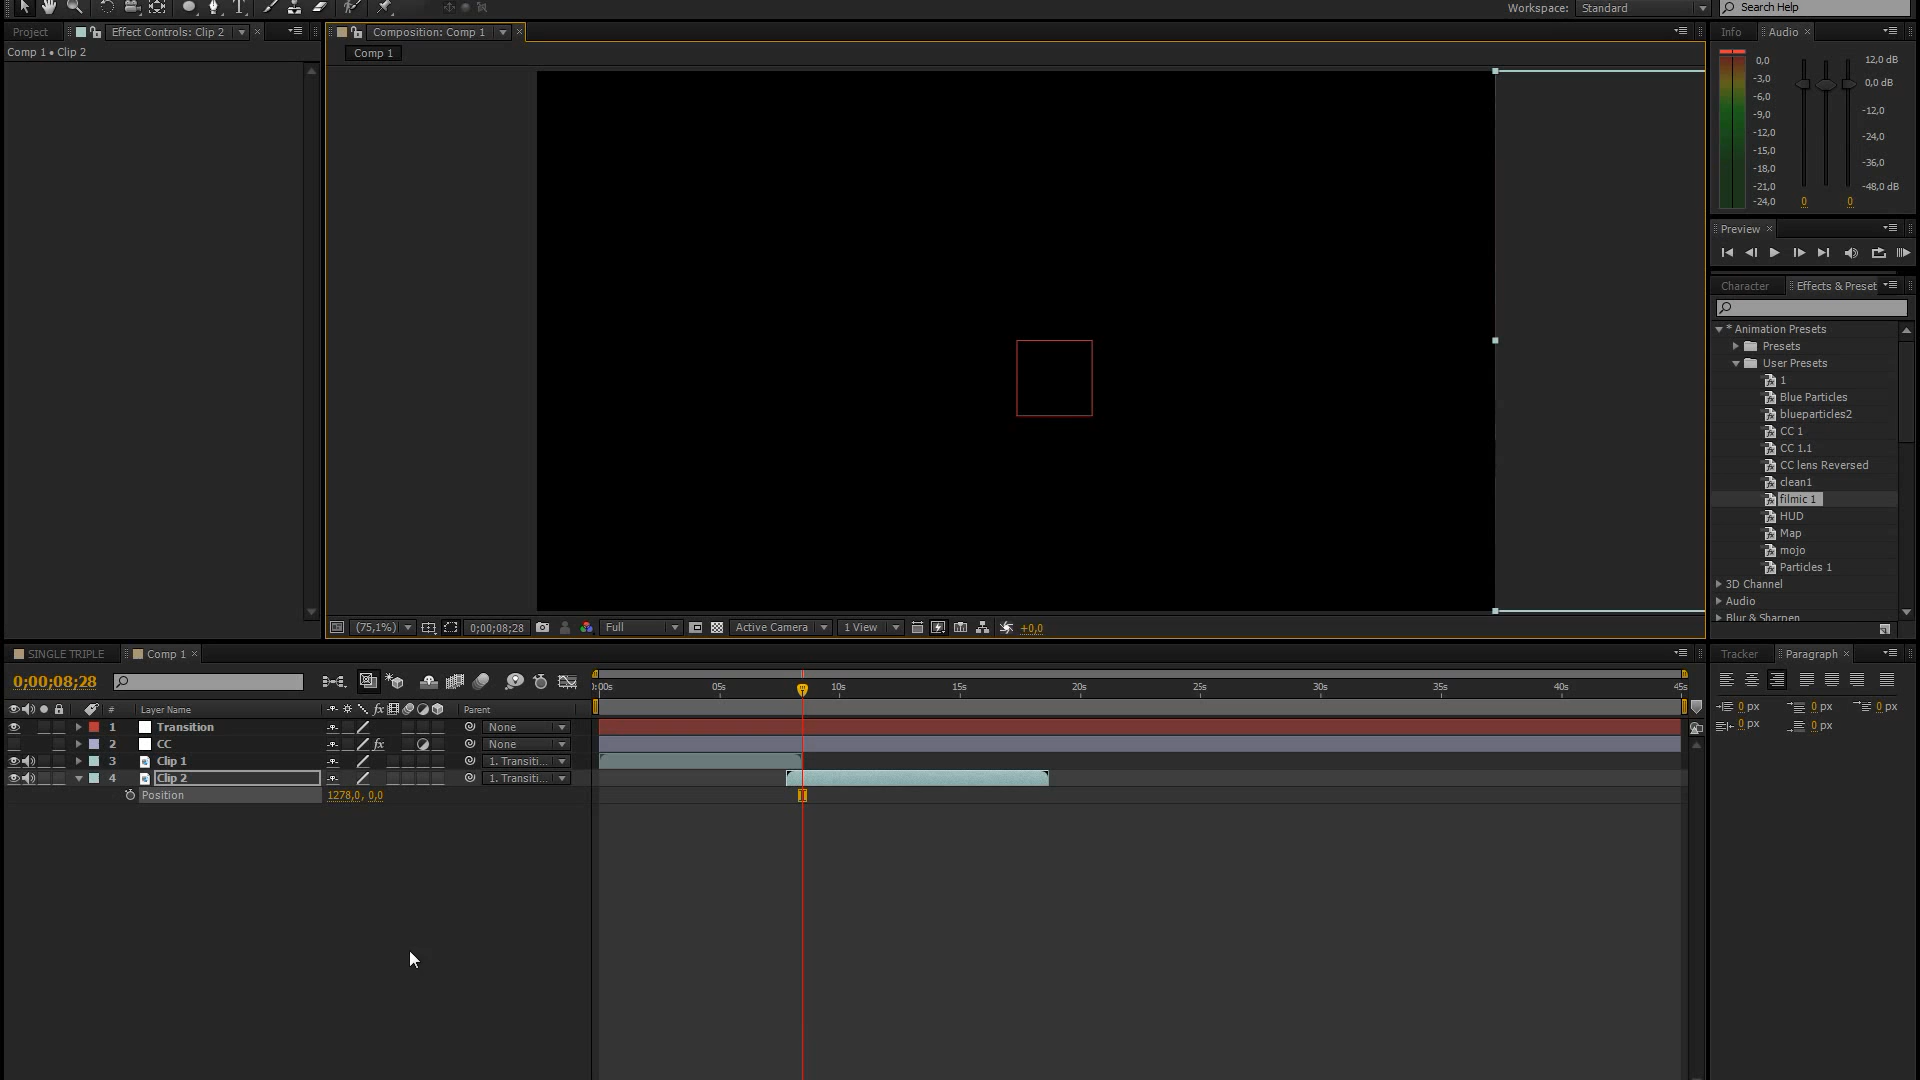 Workspace: Standard Search Help
Project Effect Controls: Clip 2
Comp 1 • Clip 2
Composition: Comp 1
Comp 1
Info Audio
0,0
-3,0
-6,0
-9,0
-12,0
-15,0
-18,0
-21,0
-24,0
12,0 dB
0,0 dB
-12,0
-24,0
-36,0
-48,0 dB
0 0
Preview
Character Effects & Preset
* Animation Presets
Presets
User Presets
1
Blue Particles
blueparticles2
CC 1
CC 1.1
CC lens Reversed
clean1
filmic 1
HUD
Map
mojo
Particles 1
3D Channel
Audio
Blur & Sharpen
(75,1%) 0;00;08;28 Full Active Camera 1 View +0,0
SINGLE TRIPLE Comp 1
0;00;08;28
:00s 05s 10s 15s 20s 25s 30s 35s 40s 45s
# Layer Name fx Parent
1 Transition None
2 CC fx None
3 Clip 1 1. Transiti...
4 Clip 2 1. Transiti...
Position 1278,0, 0,0
Tracker Paragraph
0 px 0 px 0 px
0 px 0 px